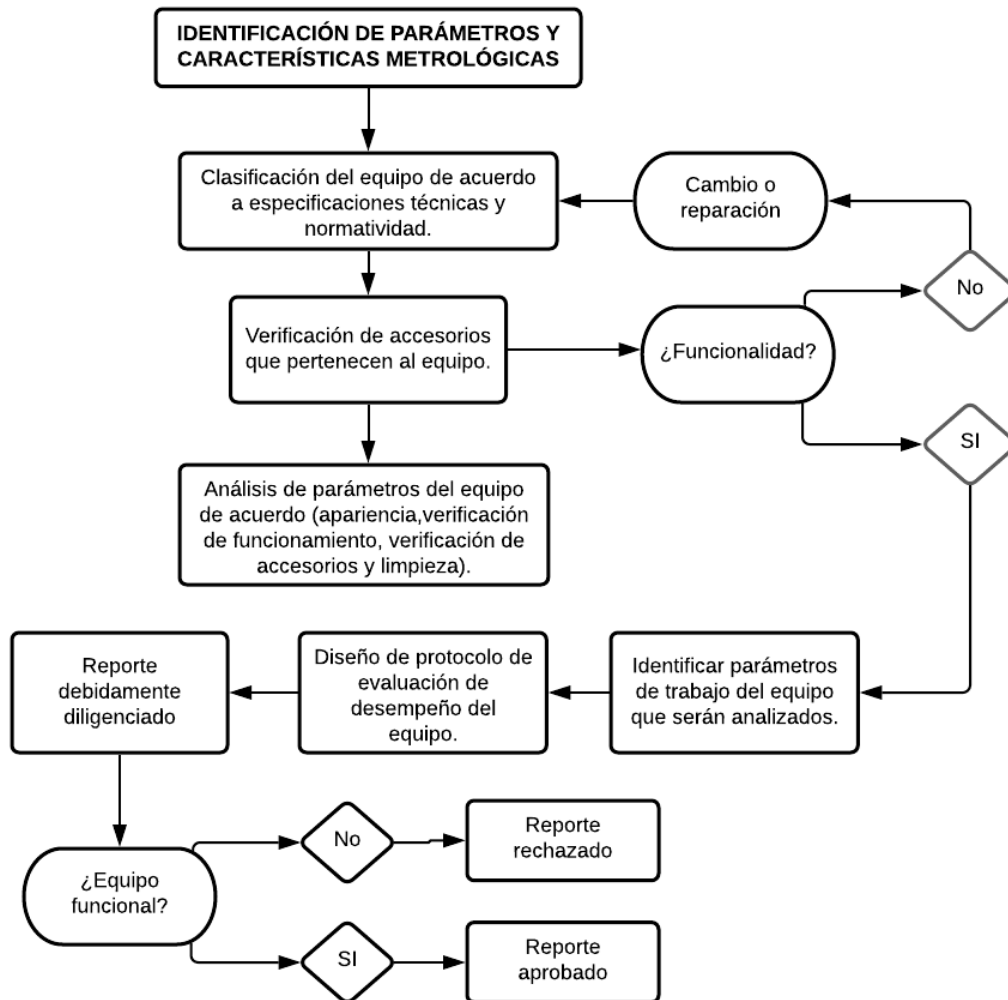 IDENTIFICACIÓN DE PARÁMETROS Y
CARACTERÍSTICAS METROLÓGICAS
Clasificación del equipo de acuerdo
a especificaciones técnicas y
normatividad.
Cambio o
reparación
No
Verificación de accesorios
que pertenecen al equipo.
¿Funcionalidad?
SI
Análisis de parámetros del equipo
de acuerdo (apariencia,verificación
de funcionamiento, verificación de
accesorios y limpieza).
Identificar parámetros
de trabajo del equipo
que serán analizados.
Diseño de protocolo de
evaluación de
desempeño del
equipo.
Reporte
debidamente
diligenciado
¿Equipo
funcional?
No
Reporte
rechazado
SI
Reporte
aprobado